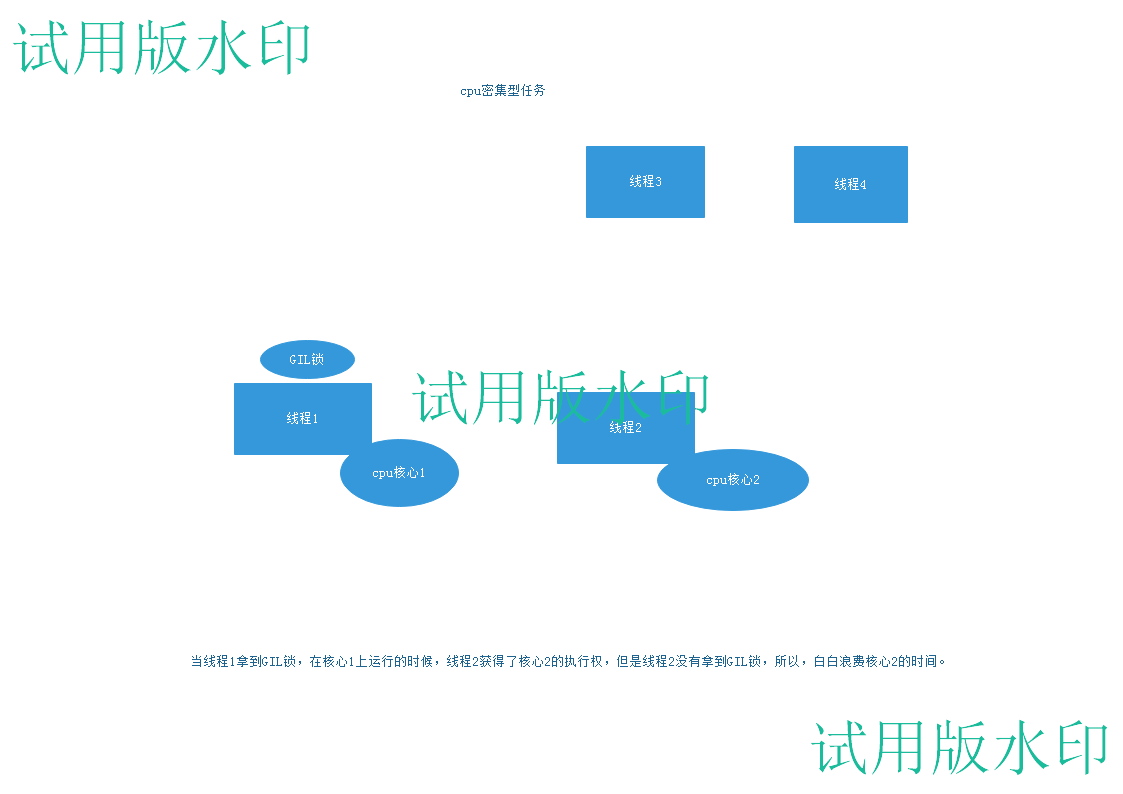 试用版水印
cpu密集型任务
线程3
线程4
GIL锁
线程1
试用版水印
线程2
cpu核心1
cpu核心2
当线程1拿到GIL锁，在核心1上运行的时候，线程2获得了核心2的执行权，但是线程2没有拿到GIL锁，所以，白白浪费核心2的时间。
试用版水印